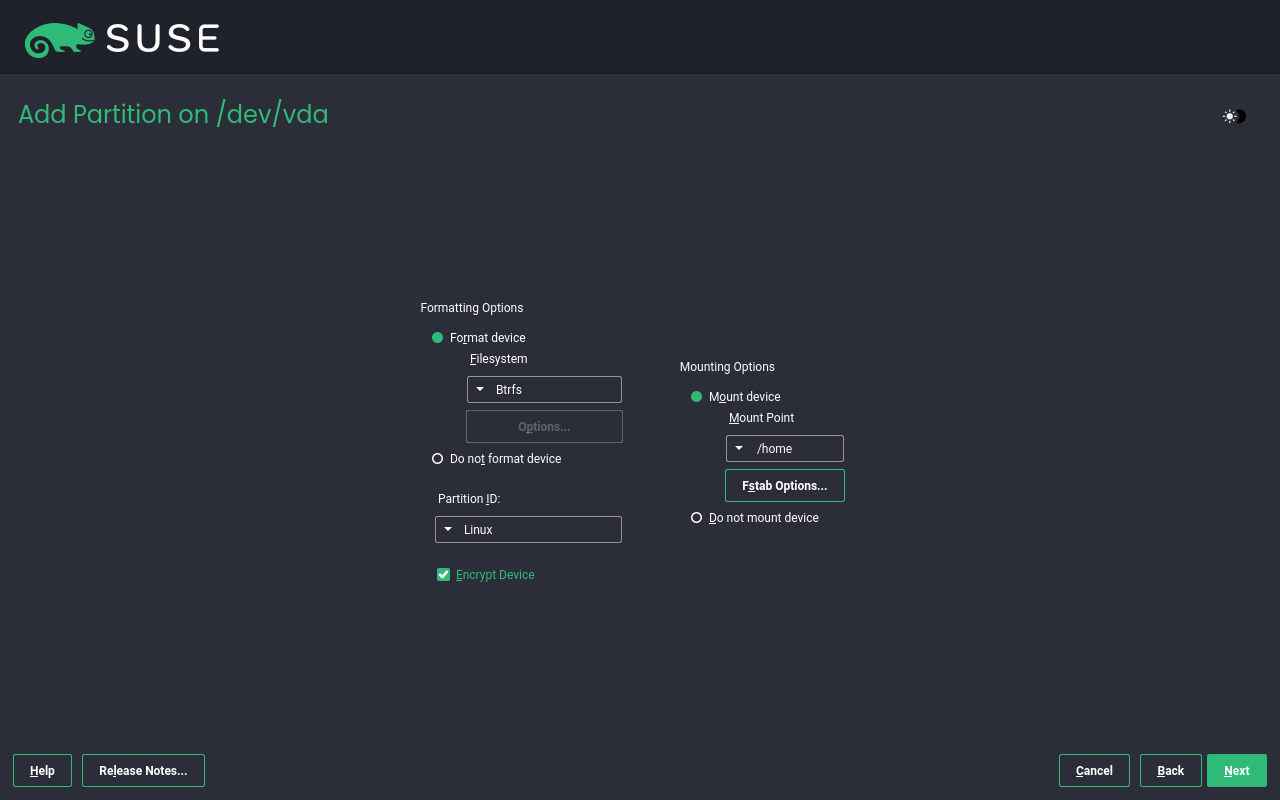 SUSE
Add Partition on /dev/vda
Formatting Options
Format device
Filesystem
Btrfs
Options...
Do not format device
Partition ID:
Linux
Encrypt Device
Mounting Options
Mount device
Mount Point
/home
Fstab Options...
Do not mount device
Help
Release Notes...
Cancel
Back
Next